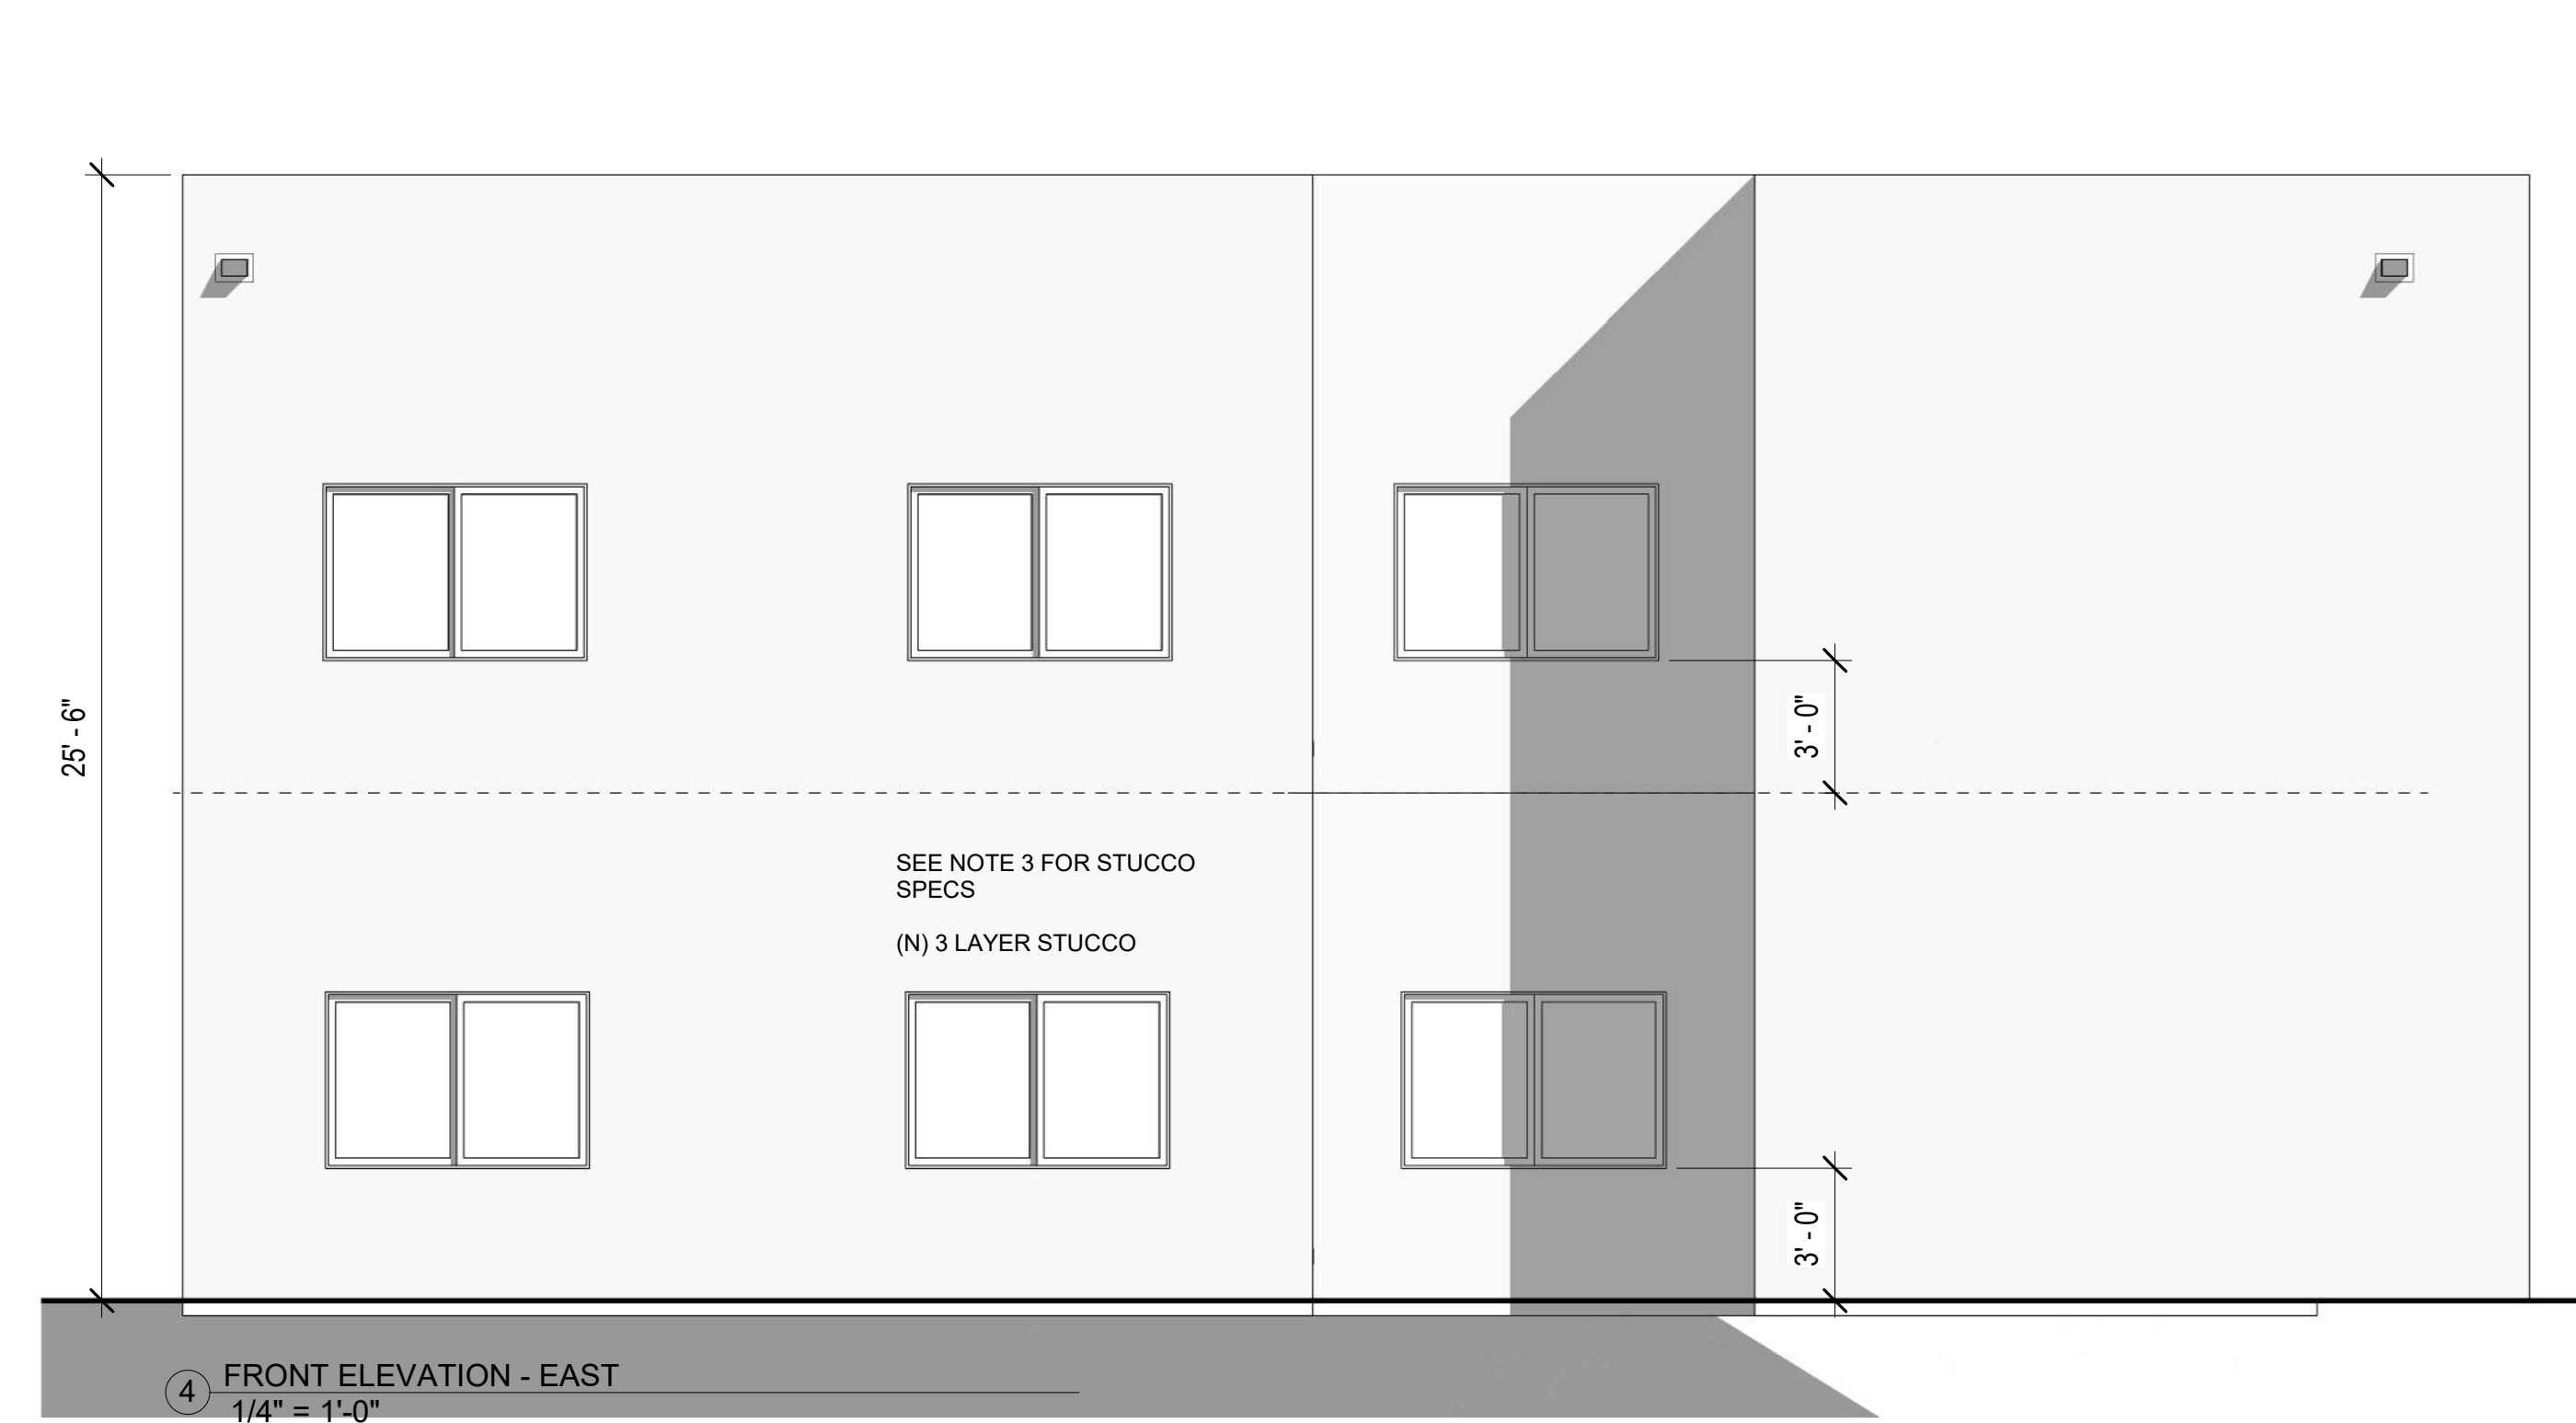 25' - 6"
3' - 0"
SEE NOTE 3 FOR STUCCO
SPECS
(N) 3 LAYER STUCCO
3' - 0"
4
FRONT ELEVATION - EAST
1/4" = 1'-0"